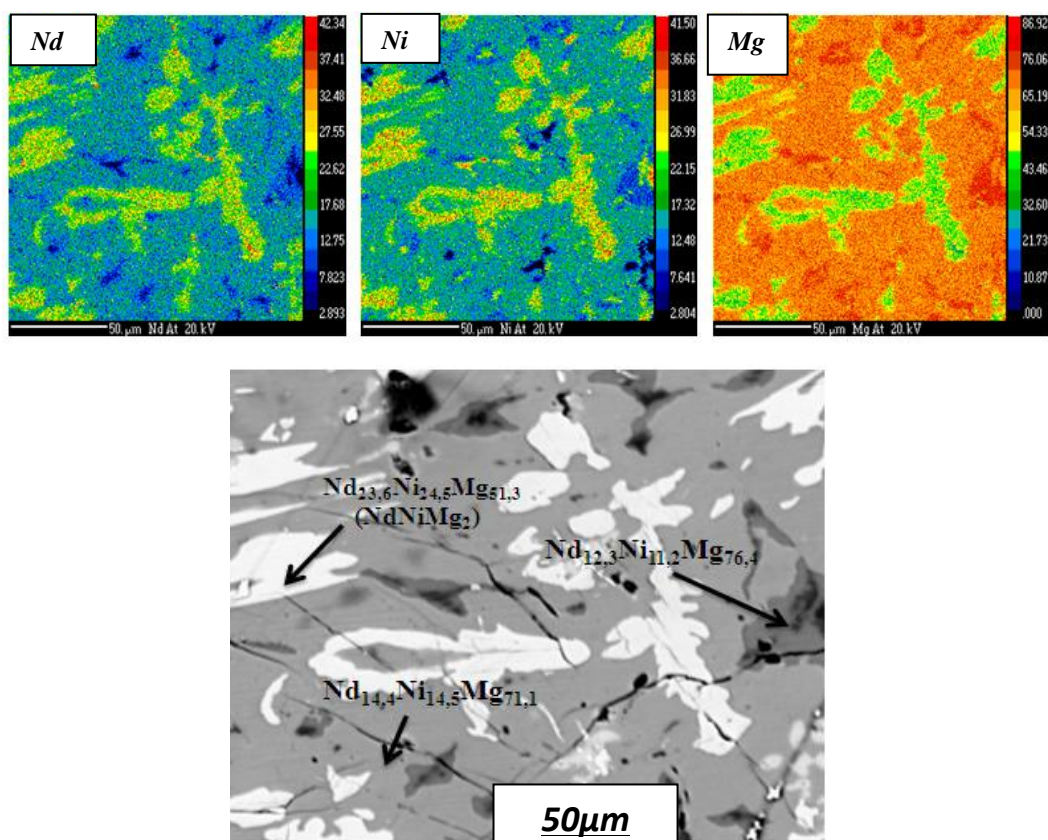 Nd
Ni
Mg
42.34
37.41
32.48
27.55
22.62
17.68
12.75
7.823
2.893
41.50
36.66
31.83
26.99
22.15
17.32
12.48
7.641
2.804
86.92
76.06
65.19
54.33
43.46
32.60
21.73
10.87
.000
50. µm Nd At 20. kV
50. µm Ni At 20. kV
50. µm Mg At 20. kV
Nd23,6Ni24,5Mg51,3
(NdNiMg2)
Nd12,3Ni11,2Mg76,4
Nd14,4Ni14,5Mg71,1
50µm